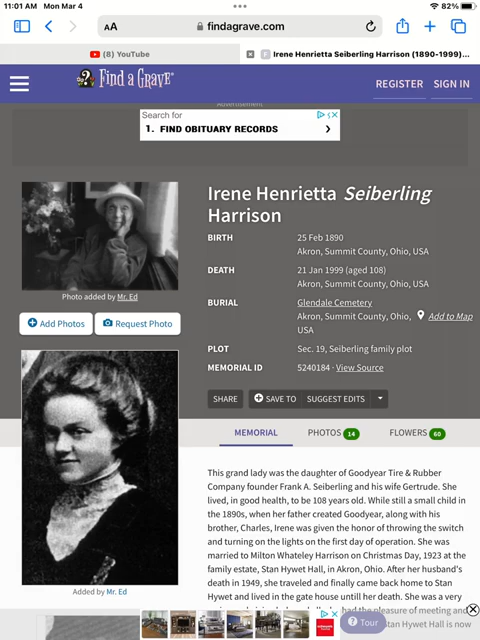 11:01 AM Mon Mar 4
82%
AA
findagrave.com
(8) YouTube
Irene Henrietta Seiberling Harrison (1890-1999)...
FIND A GRAVE®
REGISTER
SIGN IN
Advertisement
Search for
1. FIND OBITUARY RECORDS
Irene Henrietta Seiberling
Harrison
BIRTH 25 Feb 1890
Akron, Summit County, Ohio, USA
DEATH 21 Jan 1999 (aged 108)
Akron, Summit County, Ohio, USA
BURIAL Glendale Cemetery
Akron, Summit County, Ohio, Add to Map
USA
PLOT Sec. 19, Seiberling family plot
MEMORIAL ID 5240184 · View Source
Photo added by Mr. Ed
Add Photos
Request Photo
SHARE
SAVE TO
SUGGEST EDITS
MEMORIAL
PHOTOS 14
FLOWERS 60
Added by Mr. Ed
This grand lady was the daughter of Goodyear Tire & Rubber
Company founder Frank A. Seiberling and his wife Gertrude. She
lived, in good health, to be 108 years old. While still a small child in
the 1890s, when her father created Goodyear, along with his
brother, Charles, Irene was given the honor of throwing the switch
and turning on the lights on the first day of operation. She was
married to Milton Whateley Harrison on Christmas Day, 1923 at the
family estate, Stan Hywet Hall, in Akron, Ohio. After her husband's
death in 1949, she traveled and finally came back home to Stan
Hywet and lived in the gate house untill her death. She was a very
had the pleasure of meeting and
Stan Hywet Hall is now
Tour